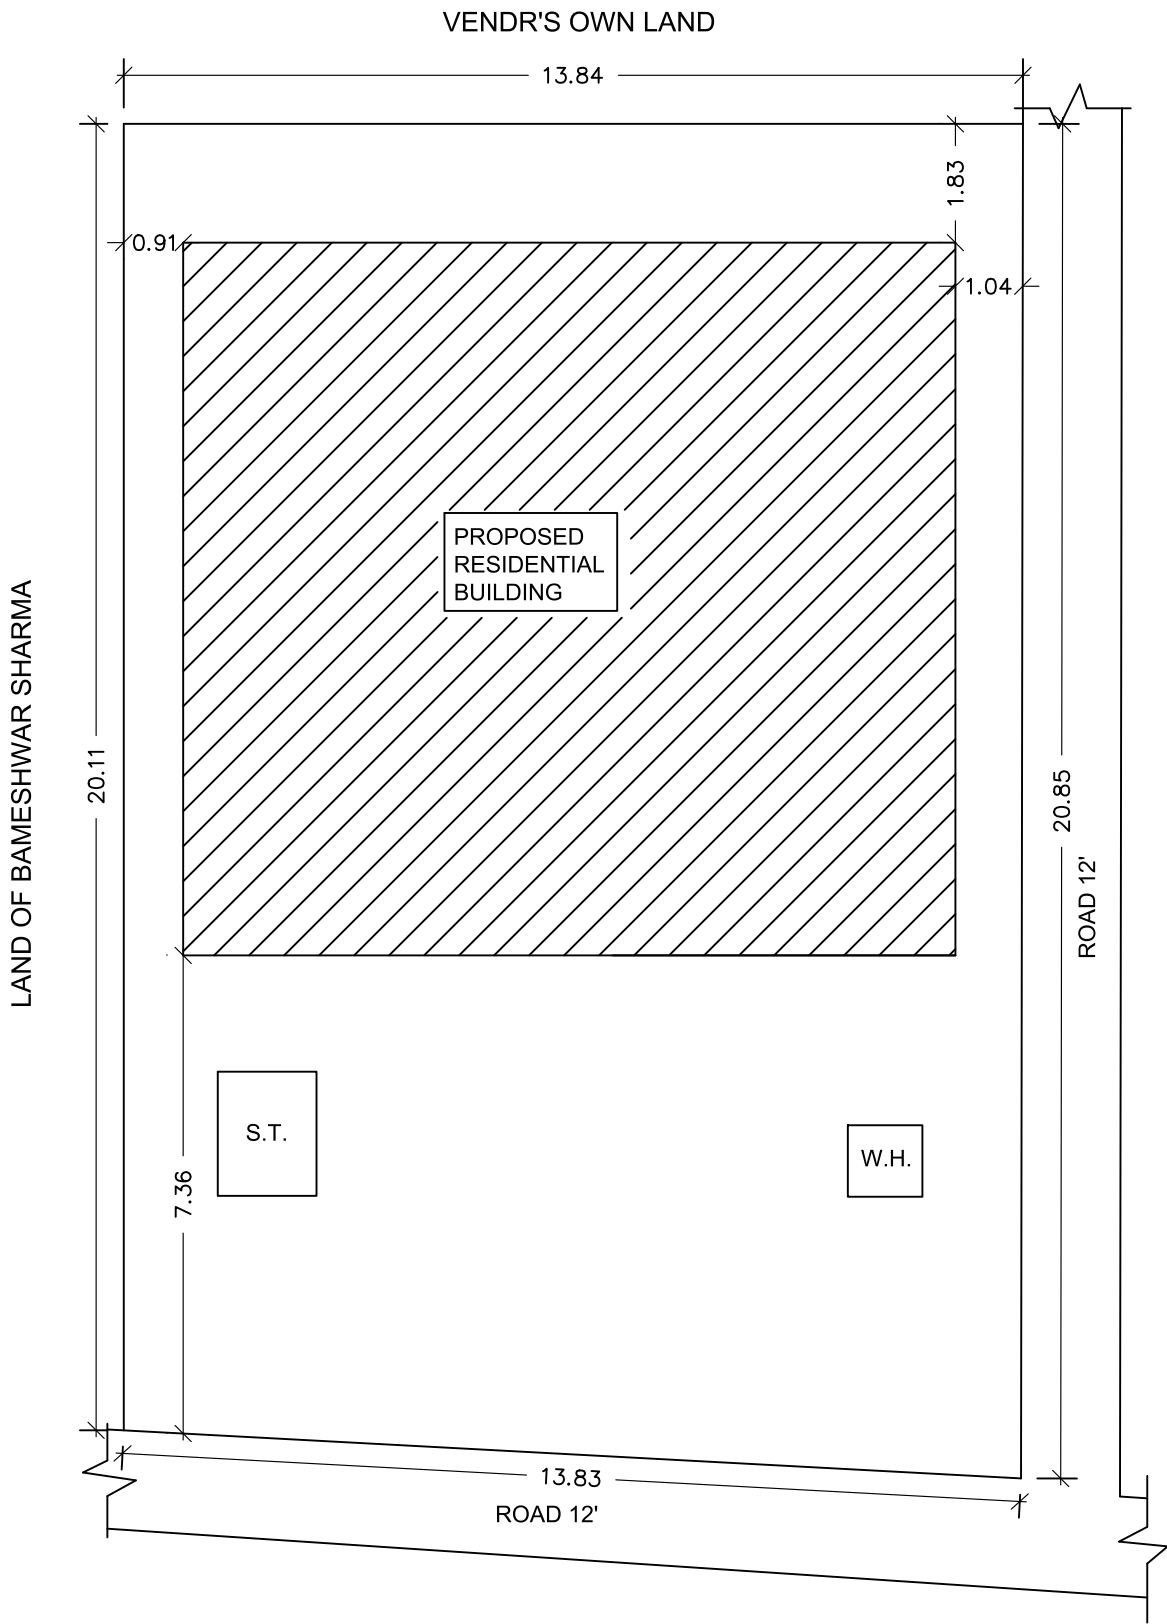 VENDR'S OWN LAND
13.84
1.83
0.91
1.04
PROPOSED
RESIDENTIAL
BUILDING
LAND OF BAMESHWAR SHARMA
20.11
20.85
ROAD 12'
S.T.
W.H.
7.36
13.83
ROAD 12'